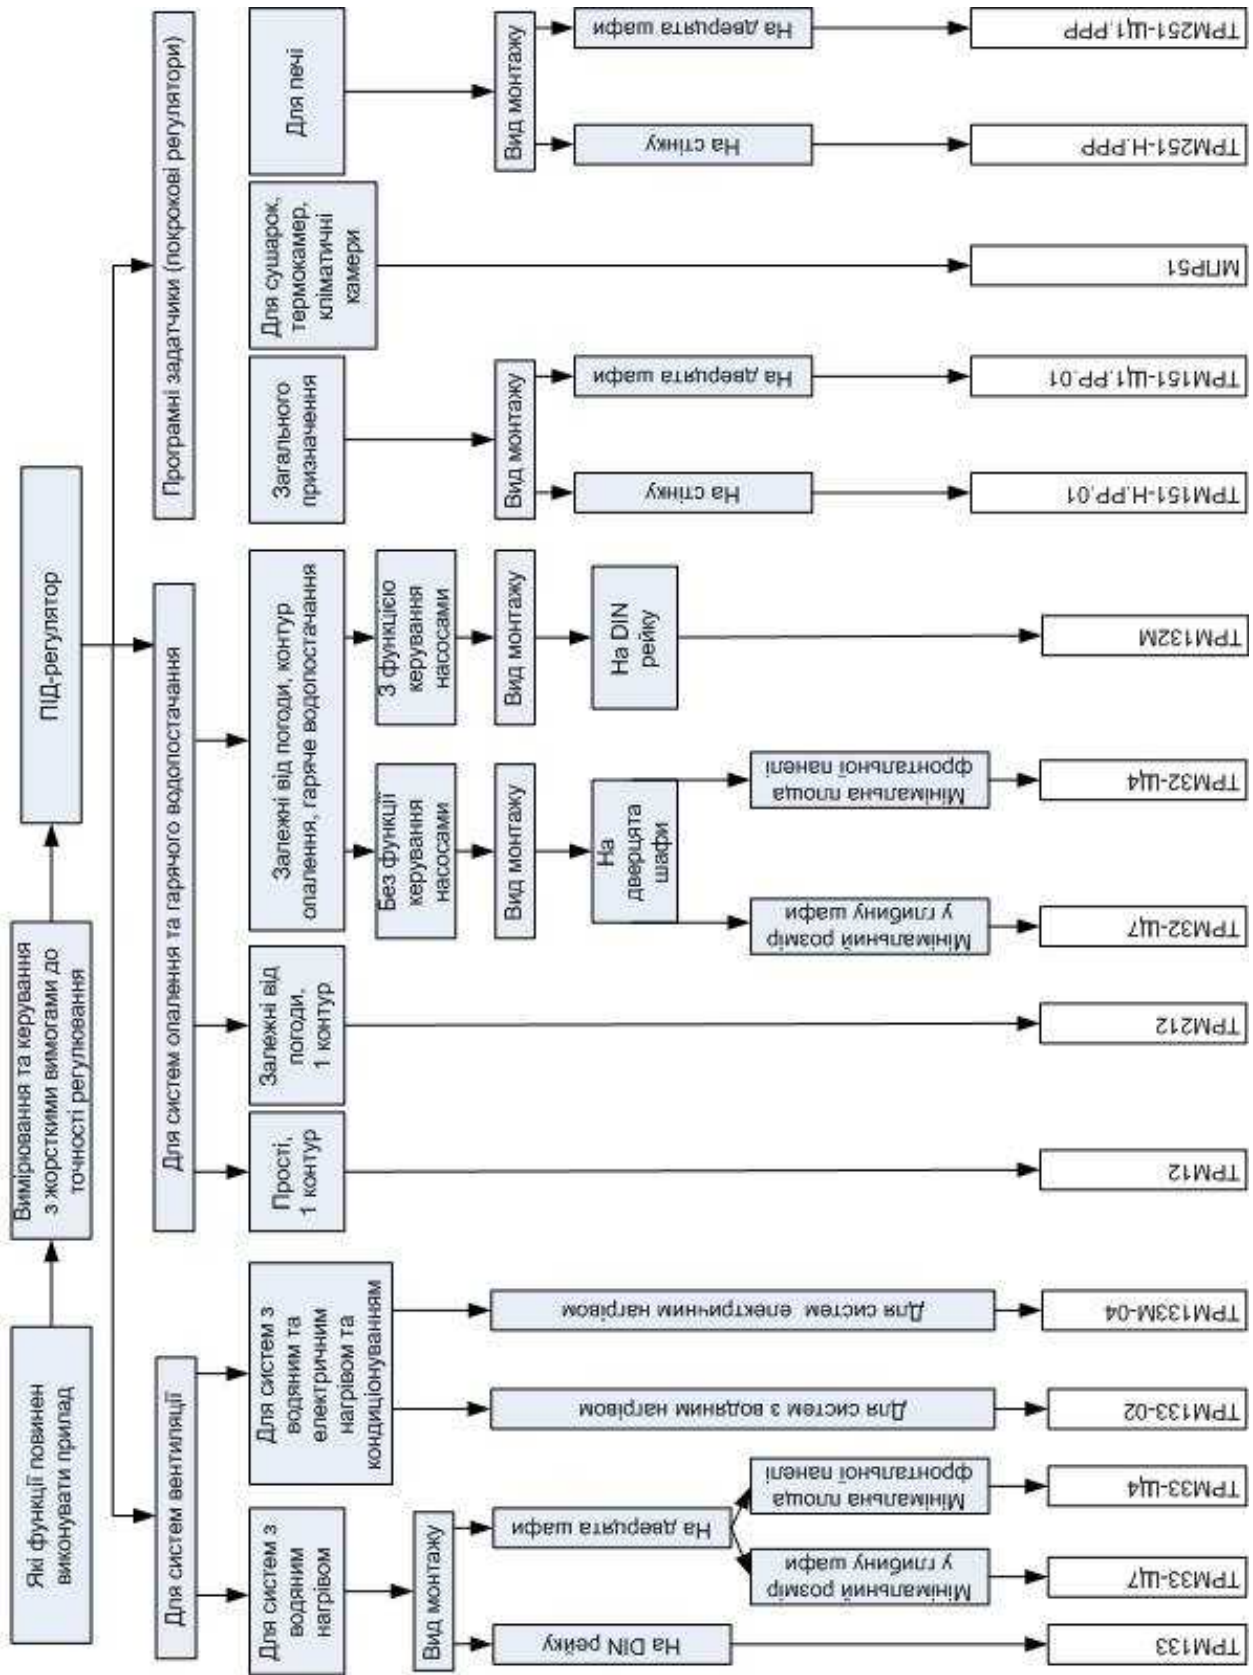 Які функції повинен
виконувати прилад
Вимірювання та керування
з жорсткими вимогами до
точності регулювання
ПІД-регулятор
Для систем вентиляції
Для систем опалення та гарячого водопостачання
Програмні задатчики (покрокові регулятори)
Для систем з
водяним
нагрівом
Для систем з
водяним та
електричним
нагрівом та
кондиціонуванням
Прості,
1 контур
Залежні від
погоди,
1 контур
Залежні від погоди, контур
опалення, гаряче водопостачання
Загального
призначення
Для сушарок,
термокамер,
кліматичні
камери
Для печі
Без функції
керування
насосами
З функцією
керування
насосами
Вид монтажу
Вид монтажу
Вид монтажу
Вид монтажу
Вид монтажу
На DIN рейку
На дверцята шафи
Для систем з водяним нагрівом
Для систем електричним нагрівом
На
дверцята
шафи
На DIN
рейку
На стінку
На дверцята шафи
На стінку
На дверцята шафи
Мінімальний розмір
у глибину шафи
Мінімальна площа
фронтальної панелі
Мінімальний розмір
у глибину шафи
Мінімальна площа
фронтальної панелі
ТРМ133
ТРМ33-Щ7
ТРМ33-Щ4
ТРМ133-02
ТРМ133М-04
ТРМ12
ТРМ212
ТРМ32-Щ7
ТРМ32-Щ4
ТРМ132М
ТРМ151-Н.РР.01
ТРМ151-Щ1.РР.01
МПР51
ТРМ251-Н.РРР
ТРМ251-Щ1.РРР